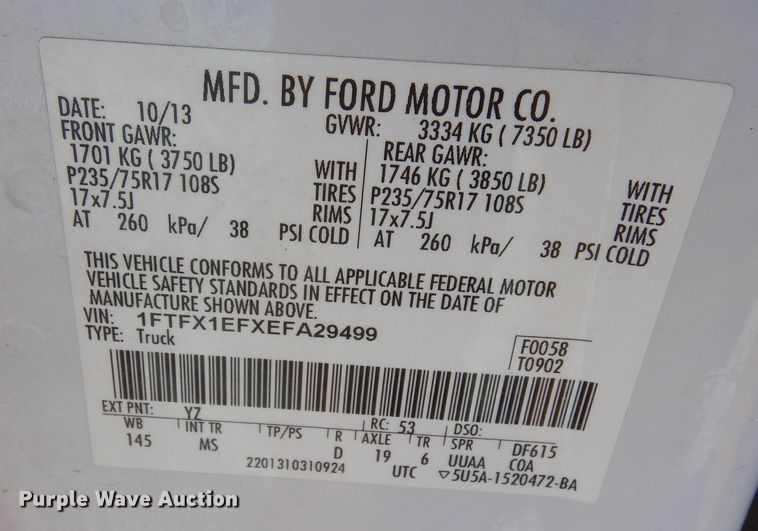 MFD. BY FORD MOTOR CO.
DATE: 10/13 GVWR: 3334 KG ( 7350 LB)
FRONT GAWR: REAR GAWR:
1701 KG ( 3750 LB) WITH 1746 KG ( 3850 LB) WITH
P235/75R17 108S TIRES P235/75R17 108S TIRES
17x7.5J RIMS 17x7.5J RIMS
AT 260 kPa/ 38 PSI COLD AT 260 kPa/ 38 PSI COLD
THIS VEHICLE CONFORMS TO ALL APPLICABLE FEDERAL MOTOR
VEHICLE SAFETY STANDARDS IN EFFECT ON THE DATE OF
MANUFACTURE SHOWN ABOVE.
VIN: 1FTFX1EFXEFA29499
TYPE: Truck
F0058
T0902
EXT PNT: YZ RC: 53 DSO:
WB INT TR TP/PS R AXLE TR SPR DF615
145 MS D 19 6 UUAA COA
2201310310924 UTC ▽5U5A-1520472-BA
Purple Wave Auction